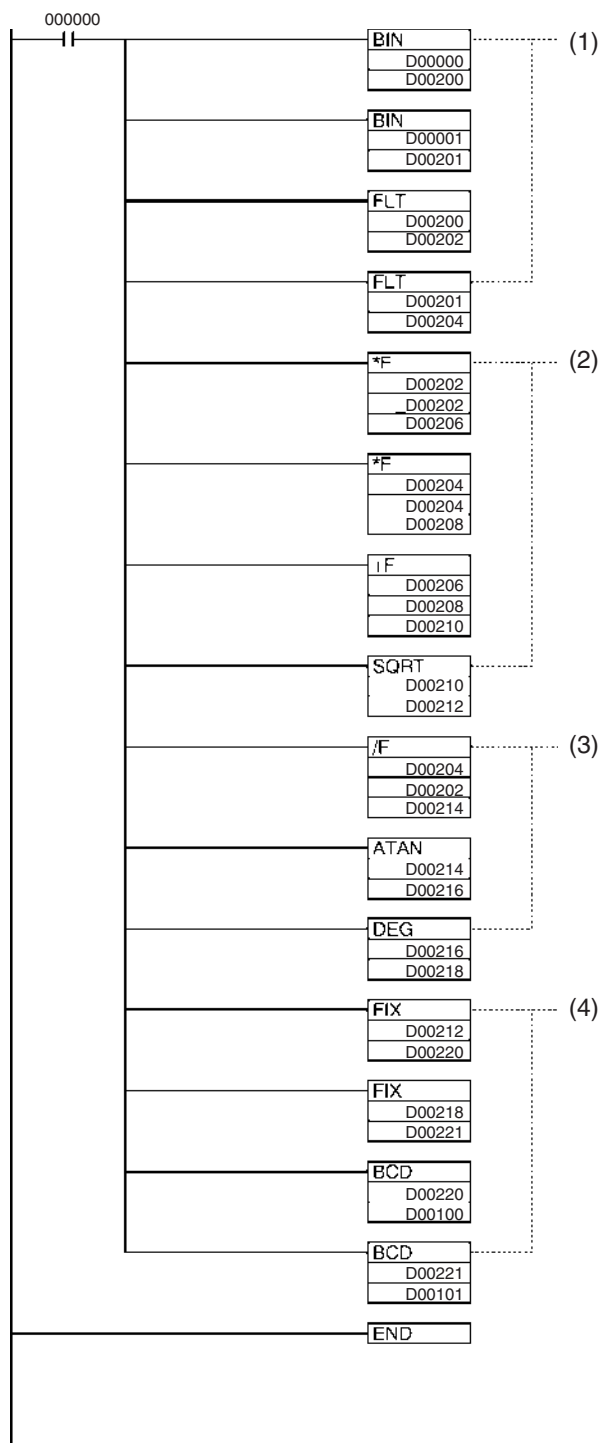 000000
BIN
(1)
D00000
D00200
BIN
D00001
D00201
FLT
D00200
D00202
FLT
D00201
D00204
*F
(2)
D00202
_D00202
D00206
*F
D00204
D00204
D00208
F
D00206
D00208
D00210
SQRT
D00210
D00212
/F
(3)
D00204
D00202
D00214
ATAN
D00214
D00216
DEG
D00216
D00218
FIX
(4)
D00212
D00220
FIX
D00218
D00221
BCD
D00220
D00100
BCD
D00221
D00101
END